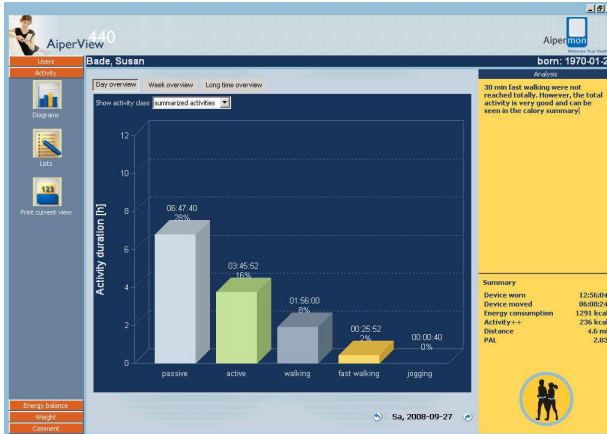 AiperView
440
Aipermon
Users
Bade, Susan
born: 1970-01-2
Activity
Analysis
Day overview
Week overview
Long time overview
Show activity class
summarized activities
30 min fast walking were
not reached totally. However, the total
activity is very good and can be
seen in the calory summary
Diagrams
Lists
123
Print current view
Activity duration [h]
12
10
8
6
4
2
0
06:47:40
28%
03:45:52
16%
01:56:00
8%
00:25:52
2%
00:00:40
0%
passive
active
walking
fast walking
jogging
Summary
Device worn 12:56:04
Device moved 06:08:24
Energy consumption 1291 kcal
Activity++ 236 kcal
Distance 4.6 mi
PAL 2.03
Energy balance
Weight
Comment
Sa, 2008-09-27